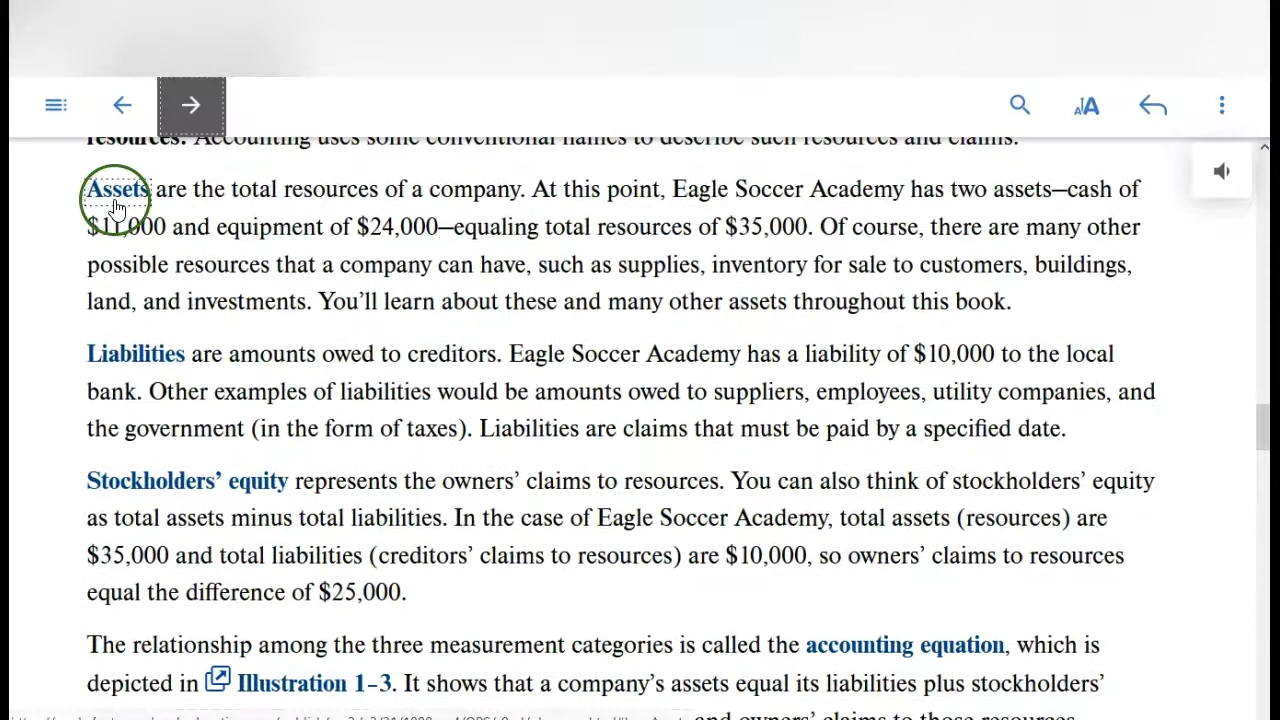 resources. Accounting uses some conventional names to describe such resources and claims.
Assets are the total resources of a company. At this point, Eagle Soccer Academy has two assets—cash of
$11,000 and equipment of $24,000—equaling total resources of $35,000. Of course, there are many other
possible resources that a company can have, such as supplies, inventory for sale to customers, buildings,
land, and investments. You’ll learn about these and many other assets throughout this book.
Liabilities are amounts owed to creditors. Eagle Soccer Academy has a liability of $10,000 to the local
bank. Other examples of liabilities would be amounts owed to suppliers, employees, utility companies, and
the government (in the form of taxes). Liabilities are claims that must be paid by a specified date.
Stockholders’ equity represents the owners’ claims to resources. You can also think of stockholders’ equity
as total assets minus total liabilities. In the case of Eagle Soccer Academy, total assets (resources) are
$35,000 and total liabilities (creditors’ claims to resources) are $10,000, so owners’ claims to resources
equal the difference of $25,000.
The relationship among the three measurement categories is called the accounting equation, which is
depicted in Illustration 1–3. It shows that a company’s assets equal its liabilities plus stockholders’
and owners’ claims to those resources